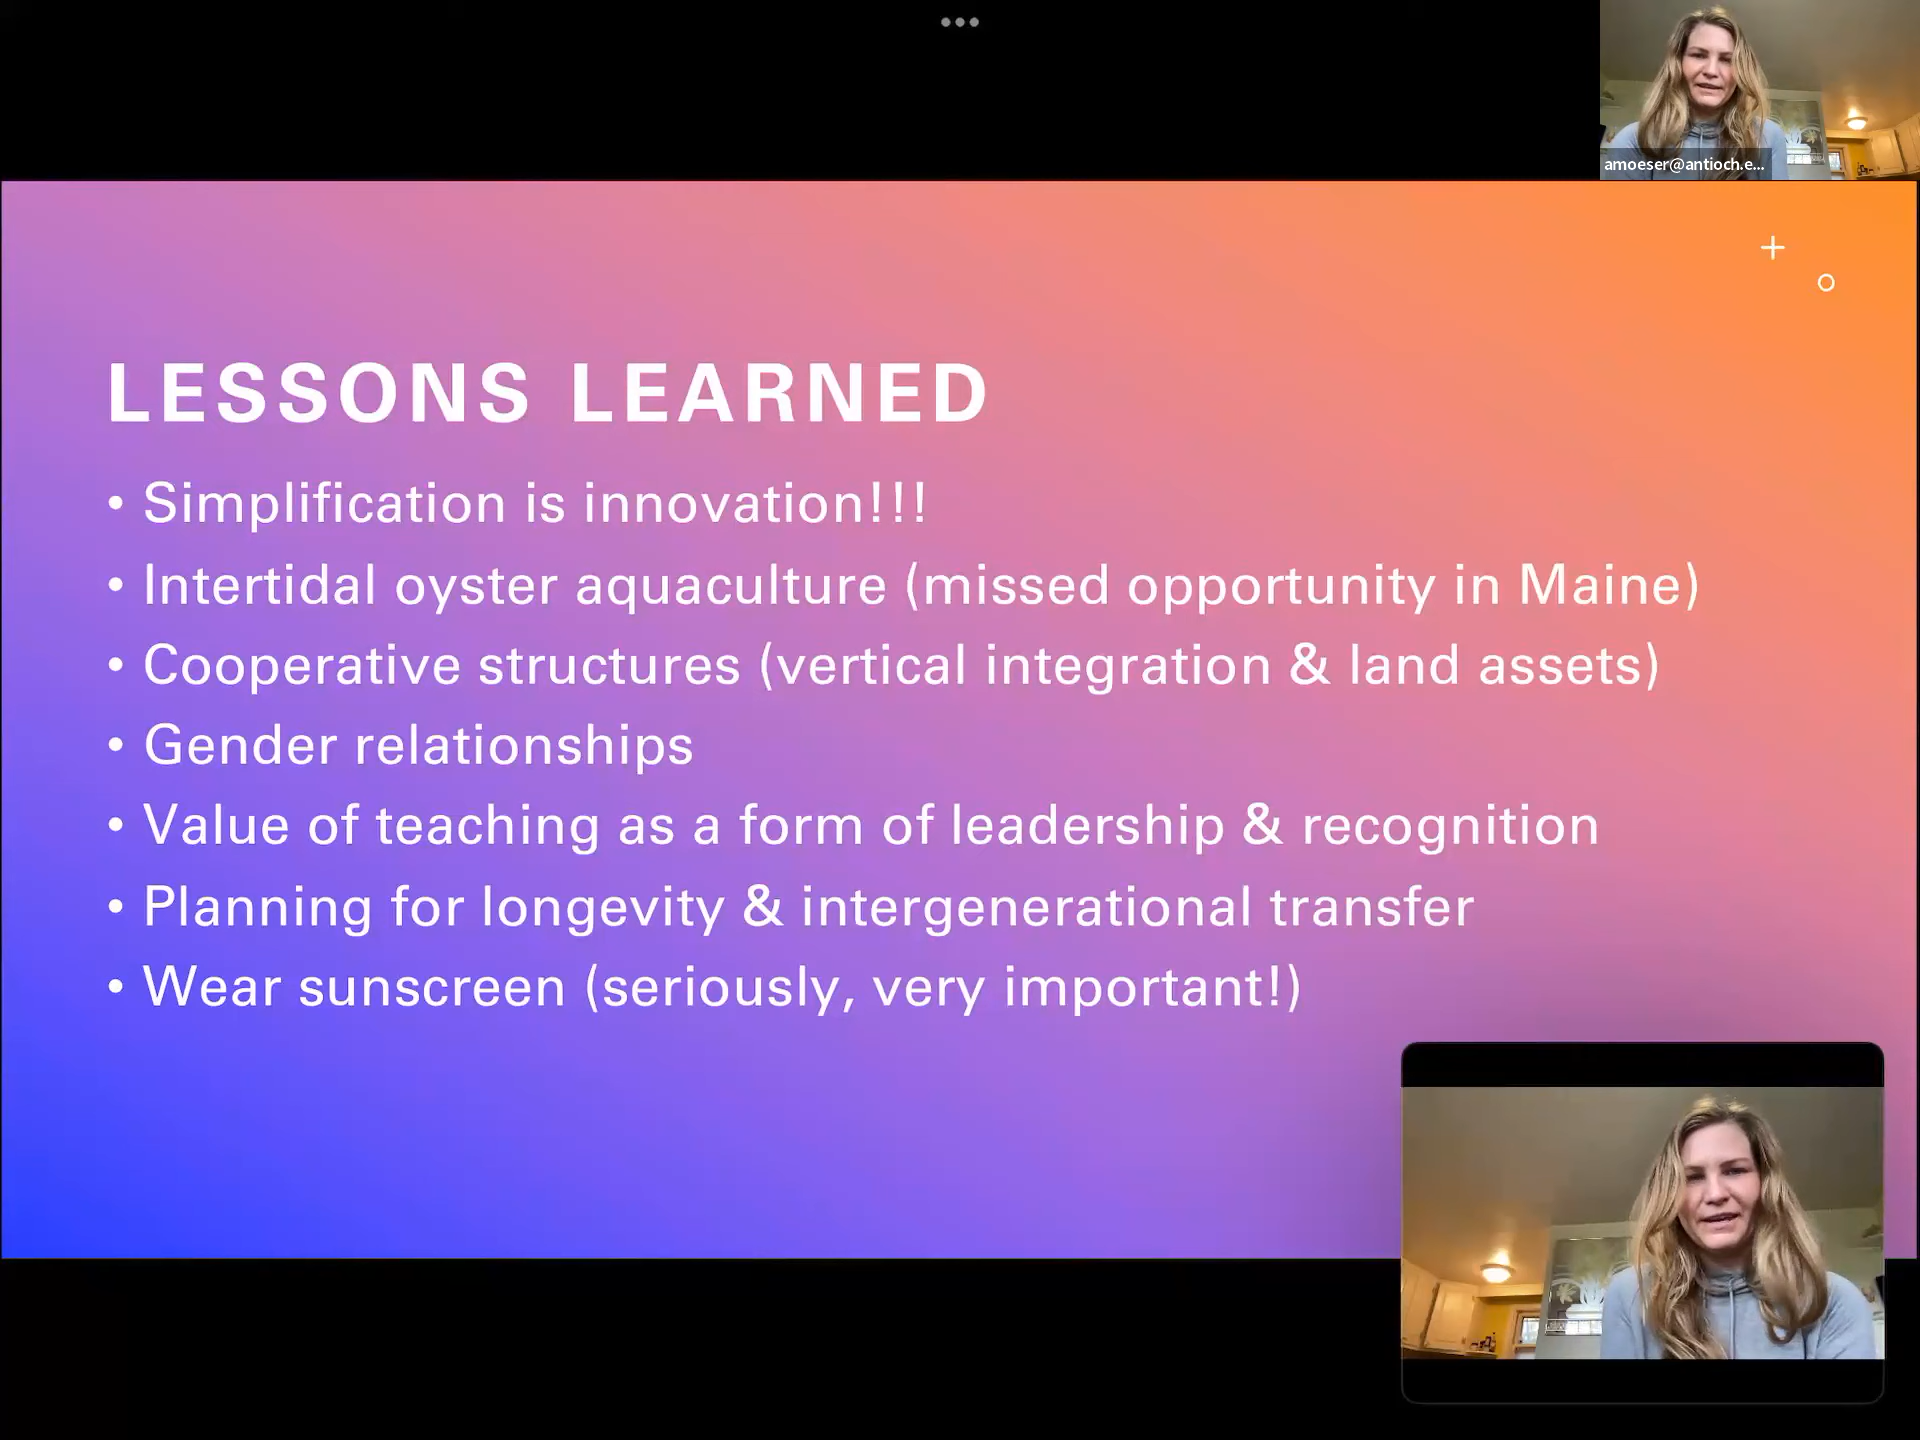 amoeser@antioch.e...
LESSONS LEARNED
• Simplification is innovation!!!
• Intertidal oyster aquaculture (missed opportunity in Maine)
• Cooperative structures (vertical integration & land assets)
• Gender relationships
• Value of teaching as a form of leadership & recognition
• Planning for longevity & intergenerational transfer
• Wear sunscreen (seriously, very important!)